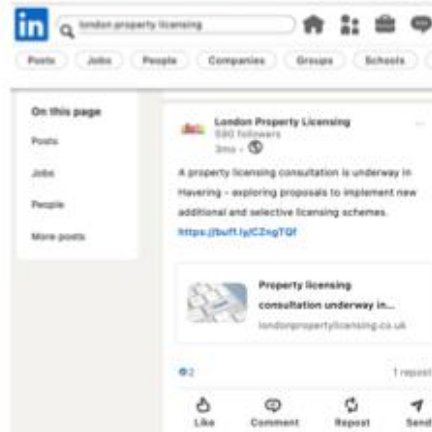 in
london property licensing
Posts Jobs People Companies Groups Schools
On this page
Posts
Jobs
People
More posts
London Property Licensing
590 followers
3mo •
A property licensing consultation is underway in
Havering - exploring proposals to implement new
additional and selective licensing schemes.
https://buff.ly/CZngTQf
Property licensing
consultation underway in...
londonpropertylicensing.co.uk
2
1 repost
Like Comment Repost Send